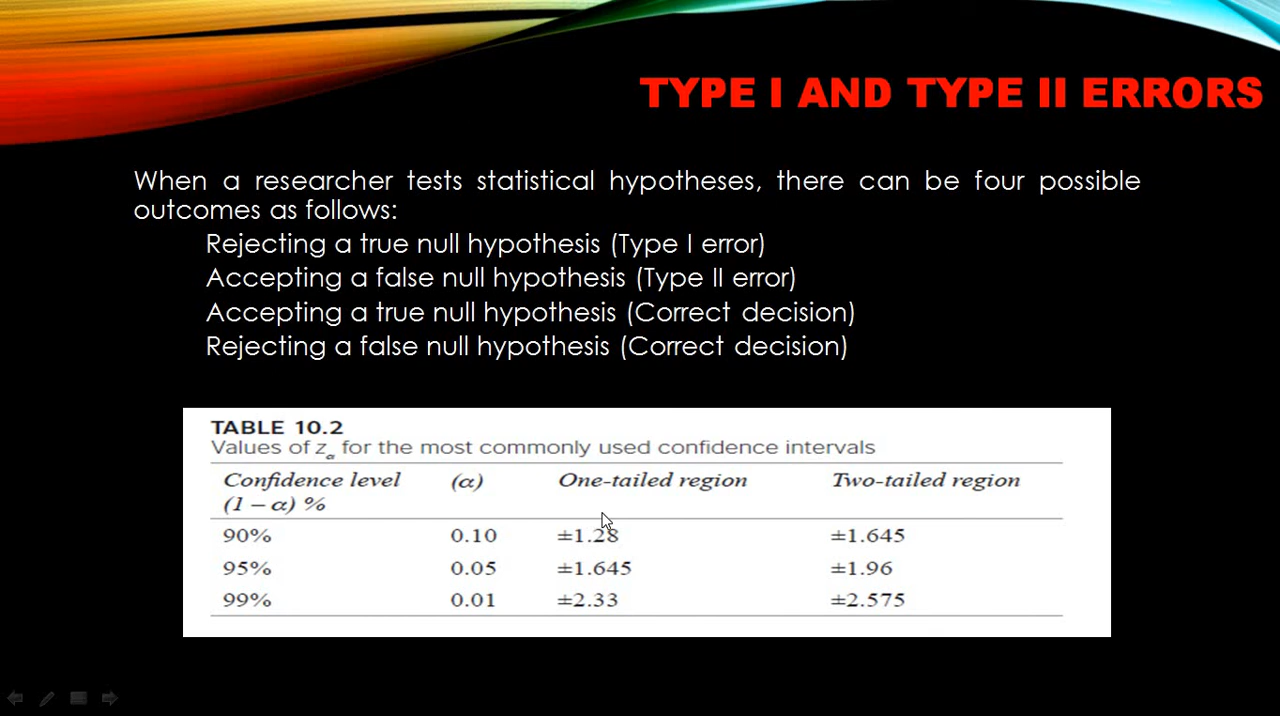 TYPE I AND TYPE II ERRORS
When a researcher tests statistical hypotheses, there can be four possible
outcomes as follows:
Rejecting a true null hypothesis (Type I error)
Accepting a false null hypothesis (Type II error)
Accepting a true null hypothesis (Correct decision)
Rejecting a false null hypothesis (Correct decision)
TABLE 10.2
Values of zα for the most commonly used confidence intervals
Confidence level (α) One-tailed region Two-tailed region
(1 – α) %
90% 0.10 ±1.28 ±1.645
95% 0.05 ±1.645 ±1.96
99% 0.01 ±2.33 ±2.575